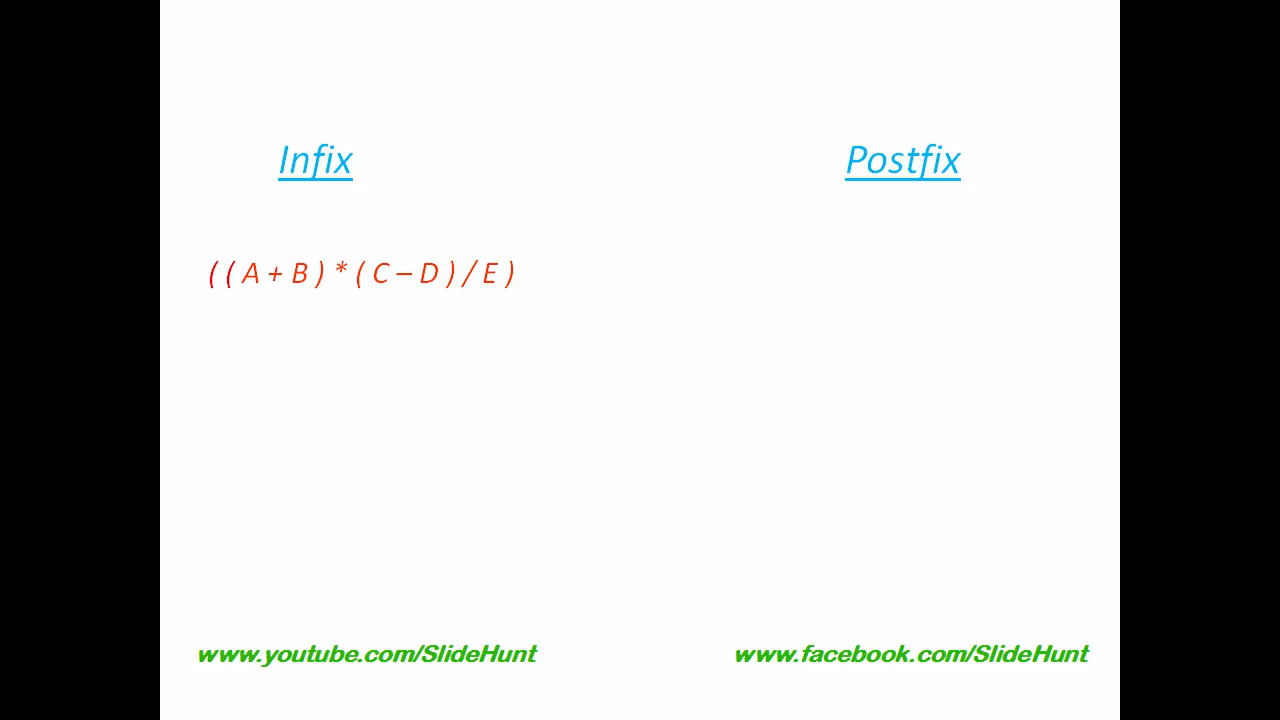 Infix Postfix
( ( A + B ) * ( C – D ) / E )
www.youtube.com/SlideHunt www.facebook.com/SlideHunt